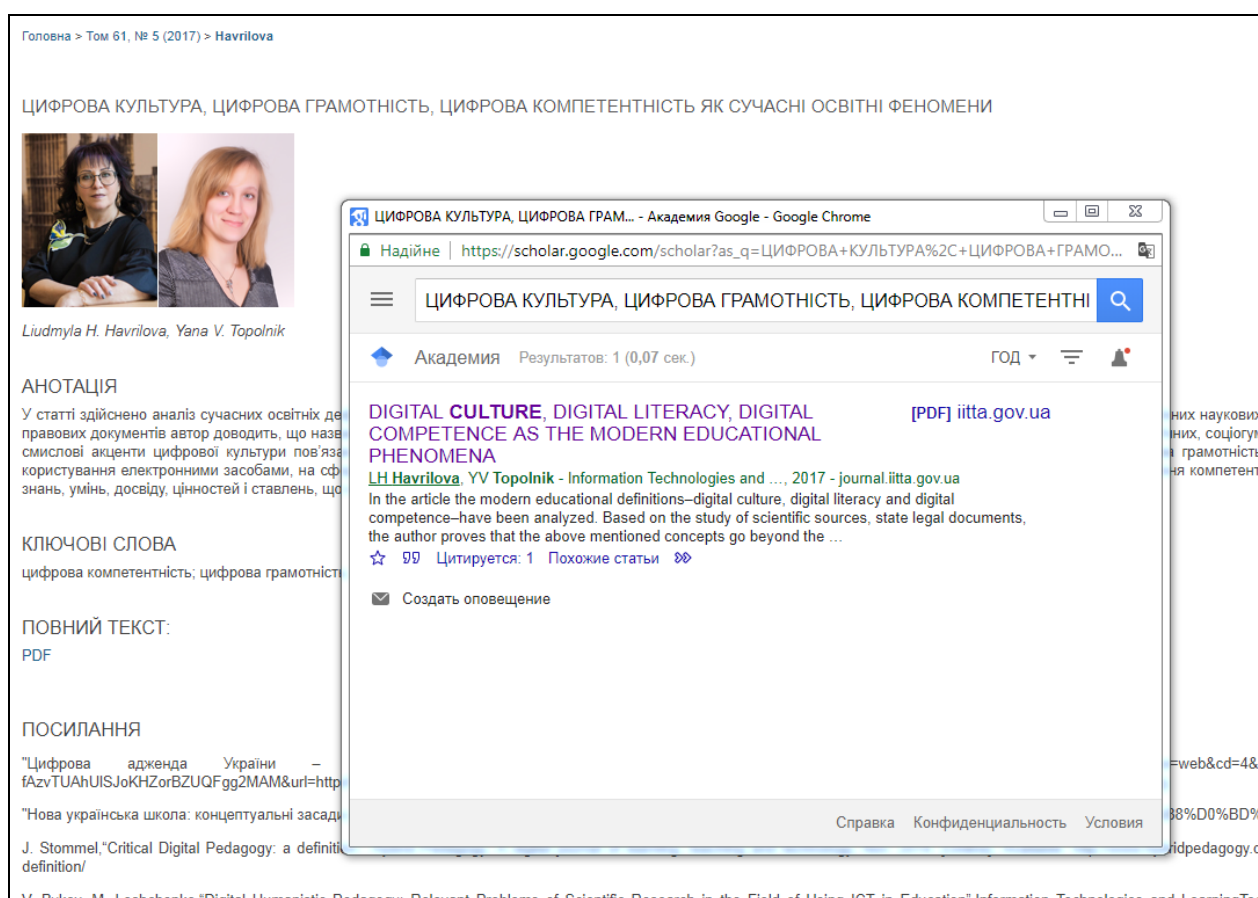 Головна > Том 61, № 5 (2017) > Havrilova
ЦИФРОВА КУЛЬТУРА, ЦИФРОВА ГРАМОТНІСТЬ, ЦИФРОВА КОМПЕТЕНТНІСТЬ ЯК СУЧАСНІ ОСВІТНІ ФЕНОМЕНИ
Liudmyla H. Havrilova, Yana V. Topolnik
АНОТАЦІЯ
У статті здійснено аналіз сучасних освітніх де
них наукових
правових документів автор доводить, що назв
них, соціогум
смислові акценти цифрової культури пов'яза
а грамотність
користування електронними засобами, на сф
ня компетент
знань, умінь, досвіду, цінностей і ставлень, що
КЛЮЧОВІ СЛОВА
цифрова компетентність; цифрова грамотніст
ПОВНИЙ ТЕКСТ:
PDF
ПОСИЛАННЯ
"Цифрова адженда України –
=web&cd=4&
fAzvTUAhUISJoKHZorBZUQFgg2MAM&url=http
"Нова українська школа: концептуальні засади
38%D0%BD%
J. Stommel,"Critical Digital Pedagogy: a definiti
ridpedagogy.c
definition/
ЦИФРОВА КУЛЬТУРА, ЦИФРОВА ГРАМ... - Академия Google - Google Chrome
Надійне | https://scholar.google.com/scholar?as_q=ЦИФРОВА+КУЛЬТУРА%2C+ЦИФРОВА+ГРАМО...
ЦИФРОВА КУЛЬТУРА, ЦИФРОВА ГРАМОТНІСТЬ, ЦИФРОВА КОМПЕТЕНТНІ
Академия Результатов: 1 (0,07 сек.) ГОД
DIGITAL CULTURE, DIGITAL LITERACY, DIGITAL
[PDF] iitta.gov.ua
COMPETENCE AS THE MODERN EDUCATIONAL
PHENOMENA
LH Havrilova, YV Topolnik - Information Technologies and ..., 2017 - journal.iitta.gov.ua
In the article the modern educational definitions–digital culture, digital literacy and digital
competence–have been analyzed. Based on the study of scientific sources, state legal documents,
the author proves that the above mentioned concepts go beyond the ...
Цитируется: 1 Похожие статьи
Создать оповещение
Справка Конфиденциальность Условия